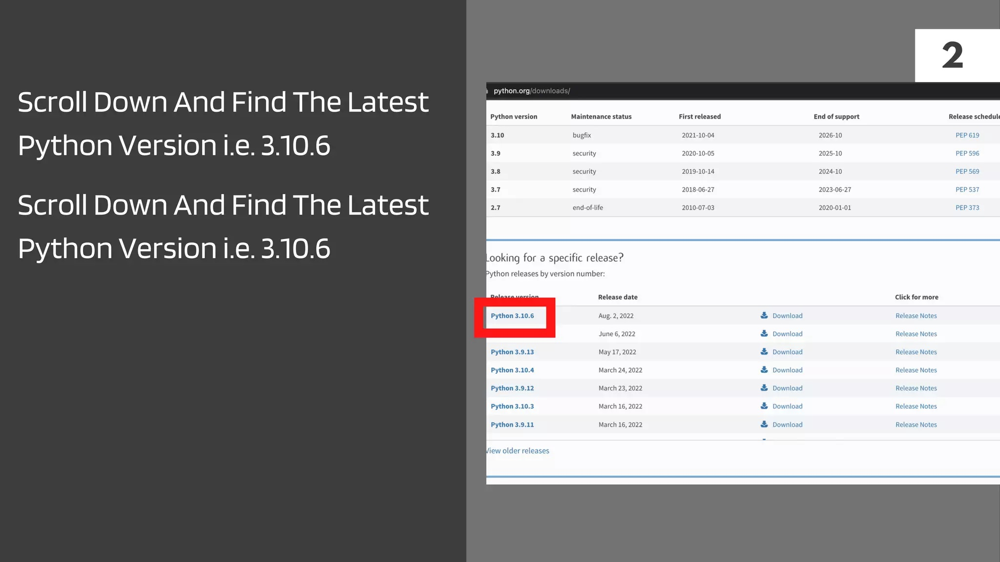 2
Scroll Down And Find The Latest
Python Version i.e. 3.10.6
Scroll Down And Find The Latest
Python Version i.e. 3.10.6
python.org/downloads/
Python version Maintenance status First released End of support Release schedule
3.10 bugfix 2021-10-04 2026-10 PEP 619
3.9 security 2020-10-05 2025-10 PEP 596
3.8 security 2019-10-14 2024-10 PEP 569
3.7 security 2018-06-27 2023-06-27 PEP 537
2.7 end-of-life 2010-07-03 2020-01-01 PEP 373
Looking for a specific release?
Python releases by version number:
Release version Release date Click for more
Python 3.10.6 Aug. 2, 2022 Download Release Notes
June 6, 2022 Download Release Notes
Python 3.9.13 May 17, 2022 Download Release Notes
Python 3.10.4 March 24, 2022 Download Release Notes
Python 3.9.12 March 23, 2022 Download Release Notes
Python 3.10.3 March 16, 2022 Download Release Notes
Python 3.9.11 March 16, 2022 Download Release Notes
View older releases